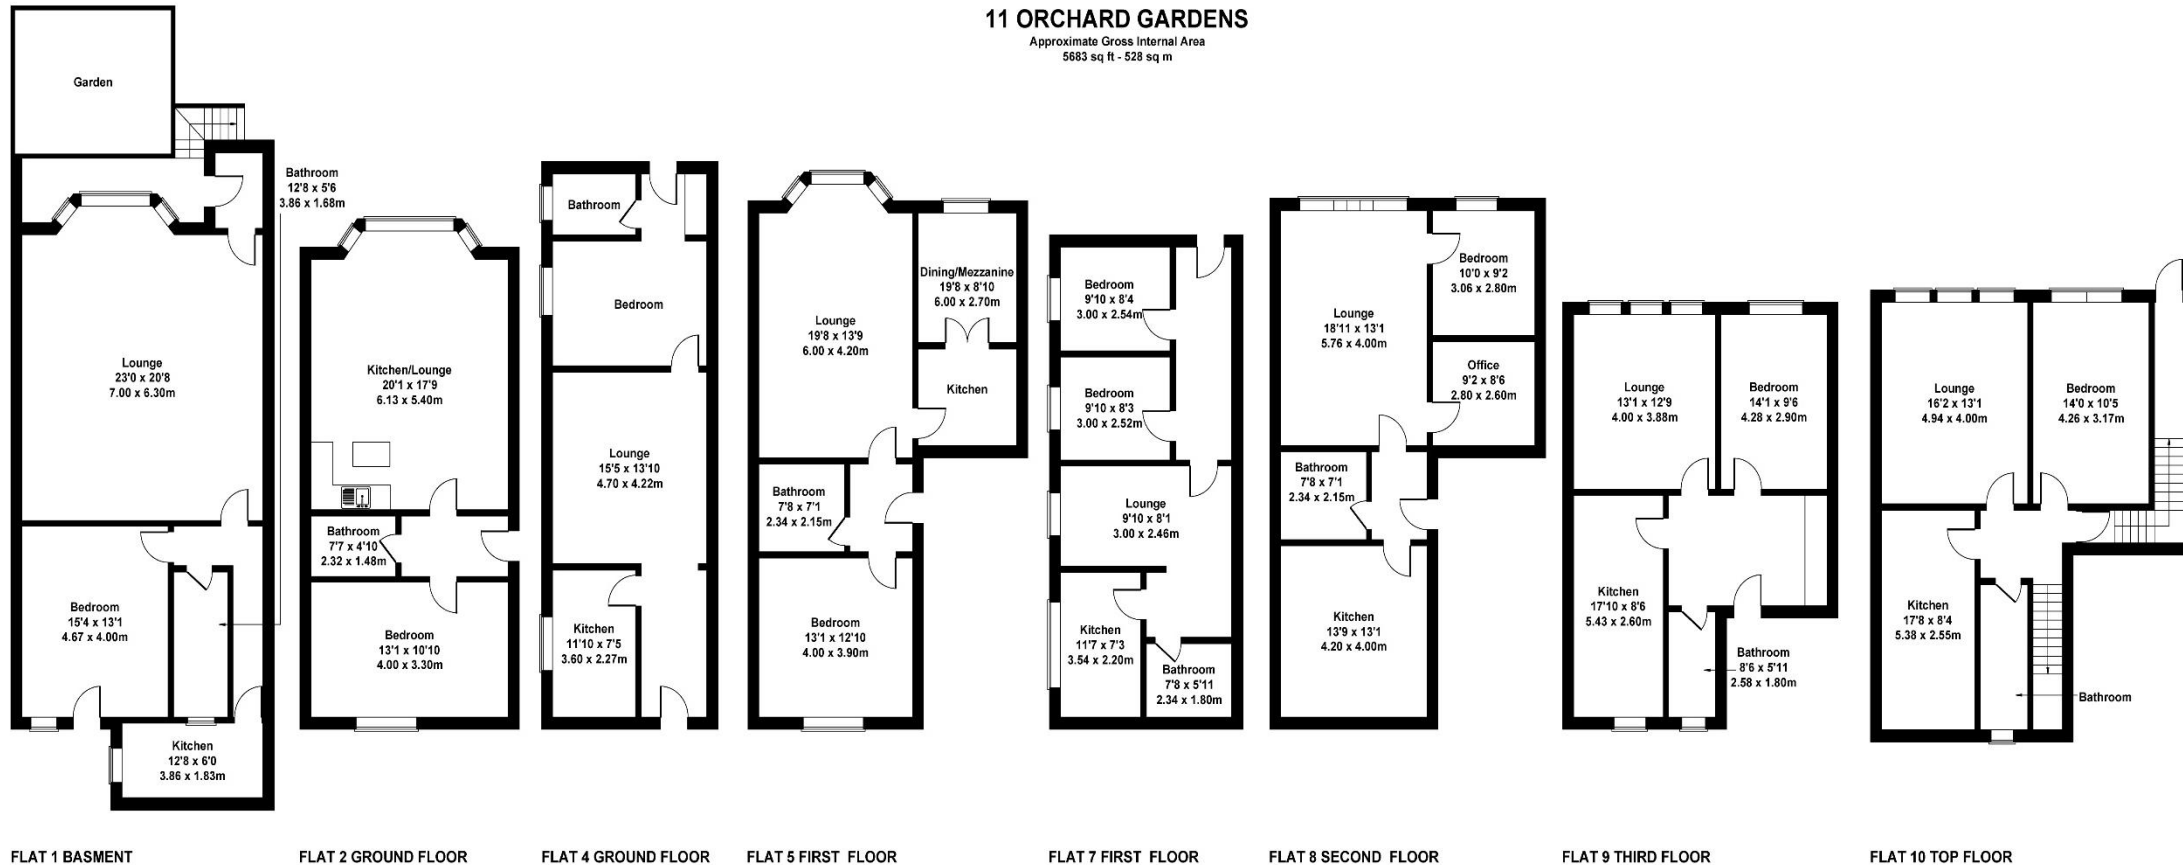 11 ORCHARD GARDENS
Approximate Gross Internal Area
5683 sq ft - 528 sq m
Garden
Bathroom
12'8 x 5'6
3.86 x 1.68m
Lounge
23'0 x 20'8
7.00 x 6.30m
Bedroom
15'4 x 13'1
4.67 x 4.00m
Kitchen
12'8 x 6'0
3.86 x 1.83m
FLAT 1 BASMENT
Kitchen/Lounge
20'1 x 17'9
6.13 x 5.40m
Bathroom
7'7 x 4'10
2.32 x 1.48m
Bedroom
13'1 x 10'10
4.00 x 3.30m
FLAT 2 GROUND FLOOR
Bathroom
Bedroom
Lounge
15'5 x 13'10
4.70 x 4.22m
Kitchen
11'10 x 7'5
3.60 x 2.27m
FLAT 4 GROUND FLOOR
Lounge
19'8 x 13'9
6.00 x 4.20m
Dining/Mezzanine
19'8 x 8'10
6.00 x 2.70m
Kitchen
Bathroom
7'8 x 7'1
2.34 x 2.15m
Bedroom
13'1 x 12'10
4.00 x 3.90m
FLAT 5 FIRST FLOOR
Bedroom
9'10 x 8'4
3.00 x 2.54m
Bedroom
9'10 x 8'3
3.00 x 2.52m
Lounge
9'10 x 8'1
3.00 x 2.46m
Kitchen
11'7 x 7'3
3.54 x 2.20m
Bathroom
7'8 x 5'11
2.34 x 1.80m
FLAT 7 FIRST FLOOR
Lounge
18'11 x 13'1
5.76 x 4.00m
Bedroom
10'0 x 9'2
3.06 x 2.80m
Office
9'2 x 8'6
2.80 x 2.60m
Bathroom
7'8 x 7'1
2.34 x 2.15m
Kitchen
13'9 x 13'1
4.20 x 4.00m
FLAT 8 SECOND FLOOR
Lounge
13'1 x 12'9
4.00 x 3.88m
Bedroom
14'1 x 9'6
4.28 x 2.90m
Kitchen
17'10 x 8'6
5.43 x 2.60m
Bathroom
8'6 x 5'11
2.58 x 1.80m
FLAT 9 THIRD FLOOR
Lounge
16'2 x 13'1
4.94 x 4.00m
Bedroom
14'0 x 10'5
4.26 x 3.17m
Kitchen
17'8 x 8'4
5.38 x 2.55m
Bathroom
FLAT 10 TOP FLOOR